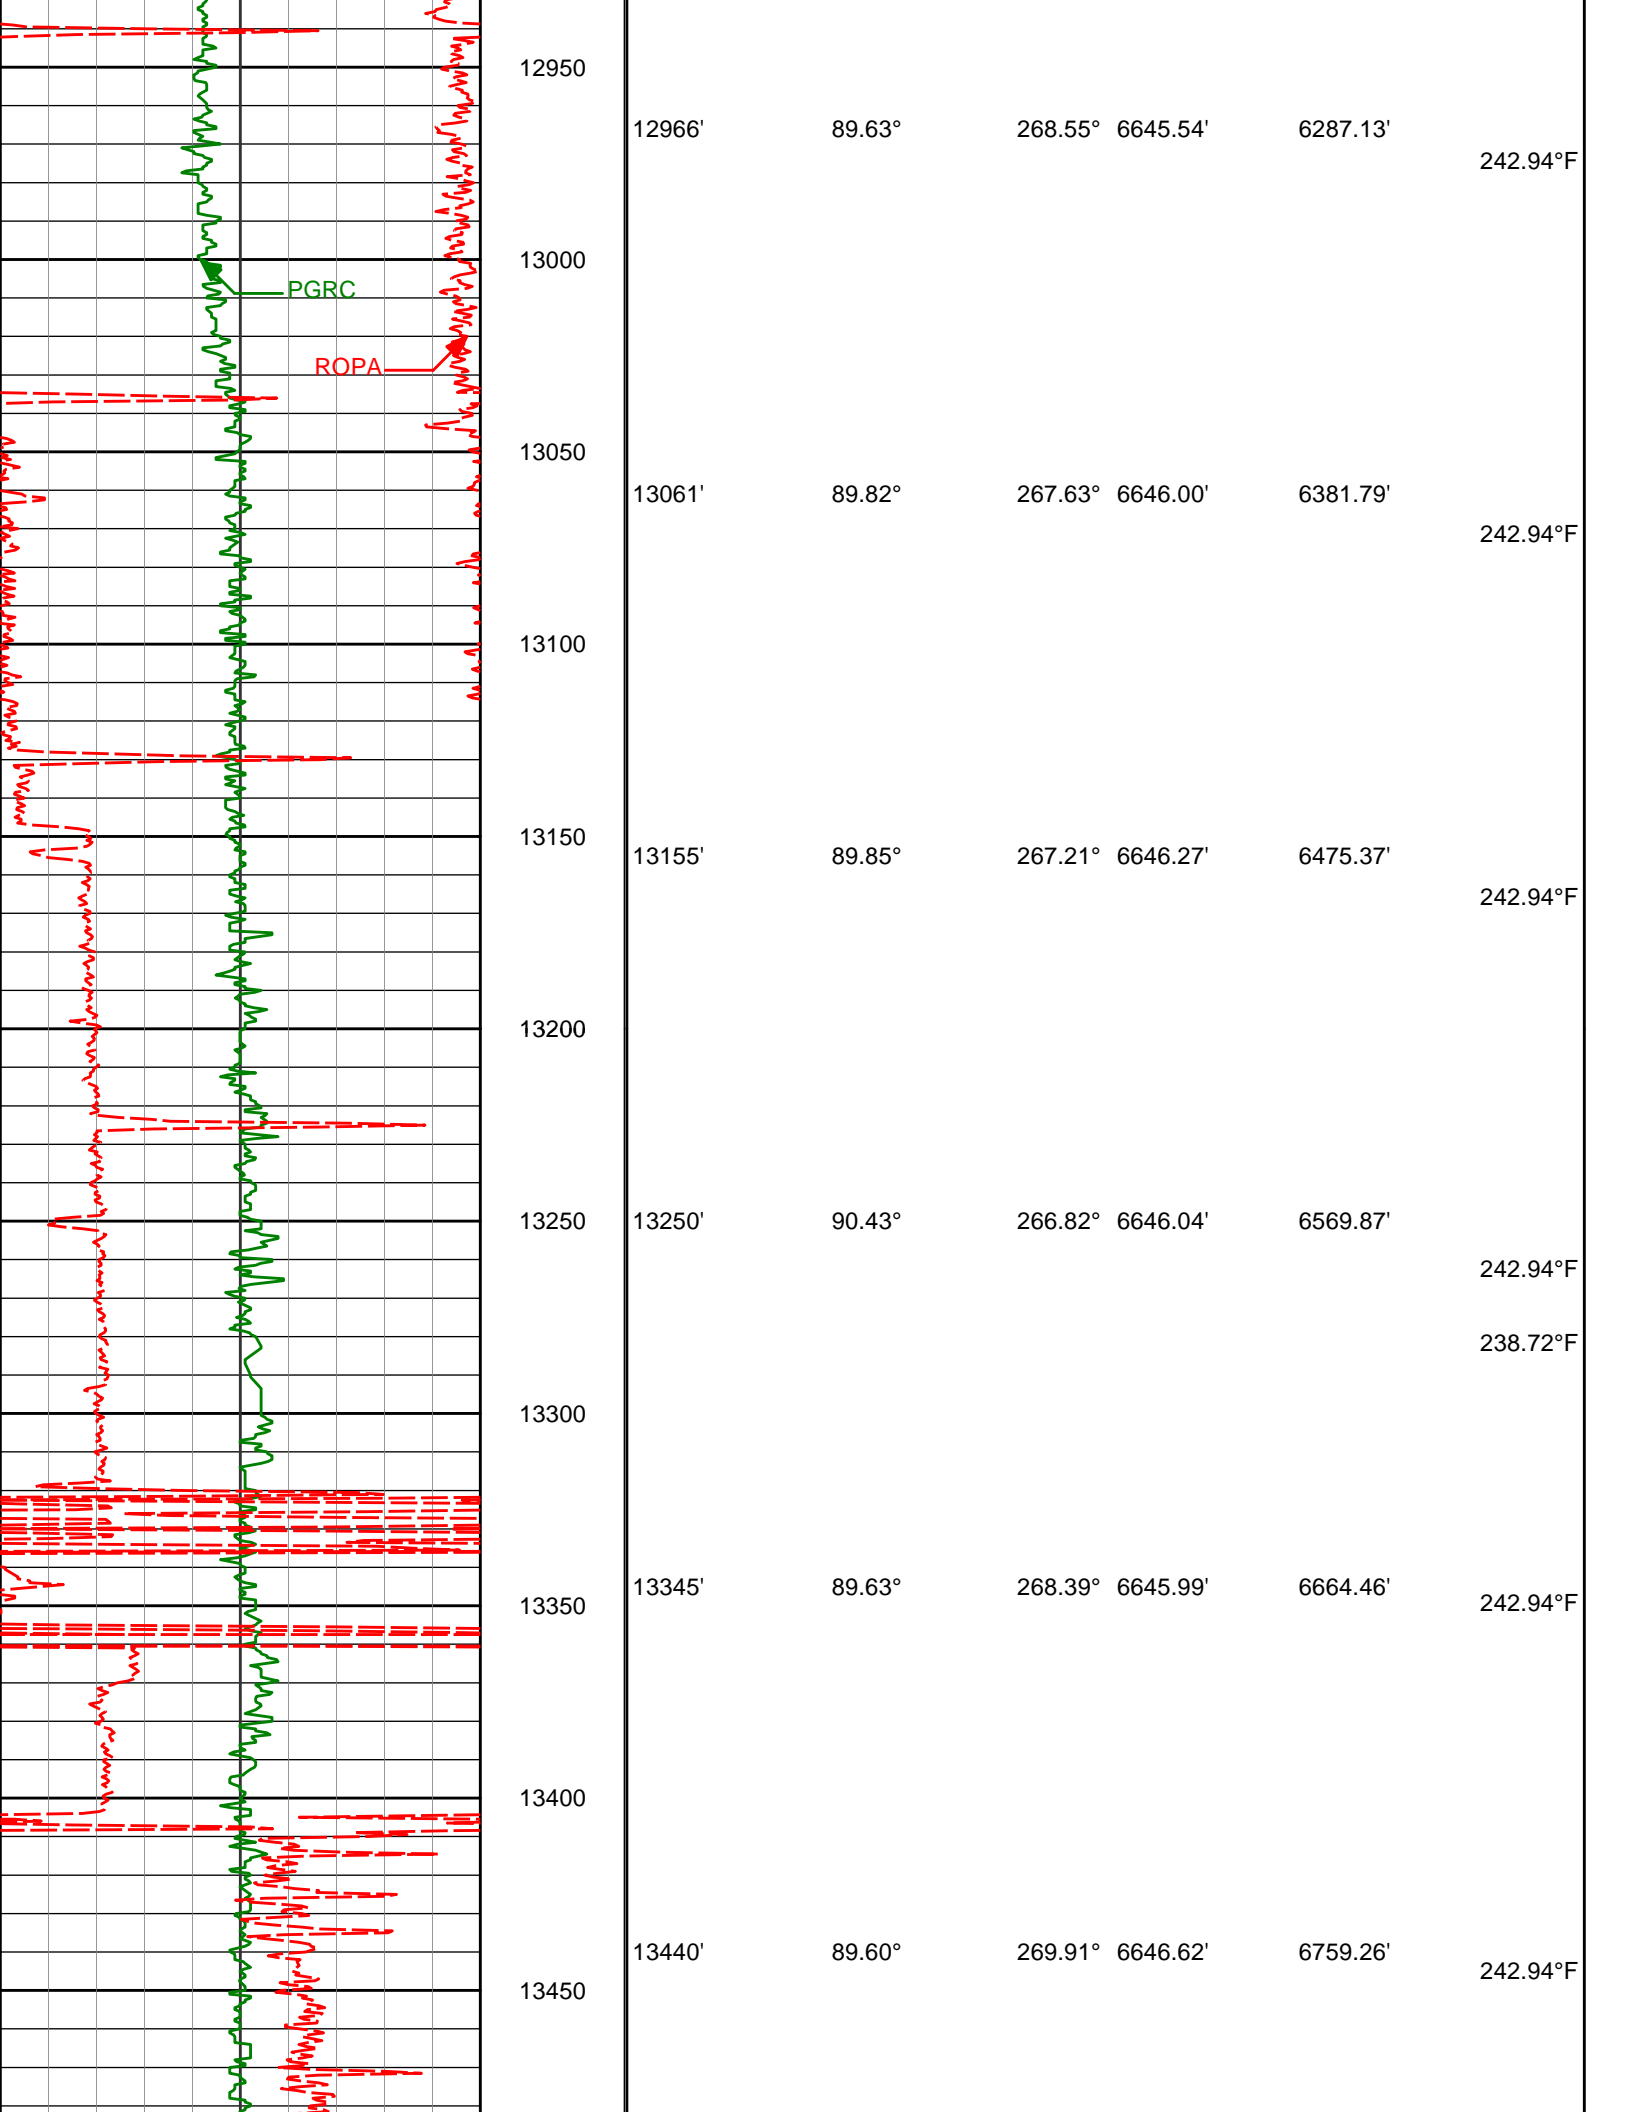 12950
12966' 89.63° 268.55° 6645.54' 6287.13'
242.94°F
13000
PGRC
ROPA
13050
13061' 89.82° 267.63° 6646.00' 6381.79'
242.94°F
13100
13150
13155' 89.85° 267.21° 6646.27' 6475.37'
242.94°F
13200
13250 13250' 90.43° 266.82° 6646.04' 6569.87'
242.94°F
238.72°F
13300
13345' 89.63° 268.39° 6645.99' 6664.46'
13350 242.94°F
13400
13440' 89.60° 269.91° 6646.62' 6759.26'
242.94°F
13450